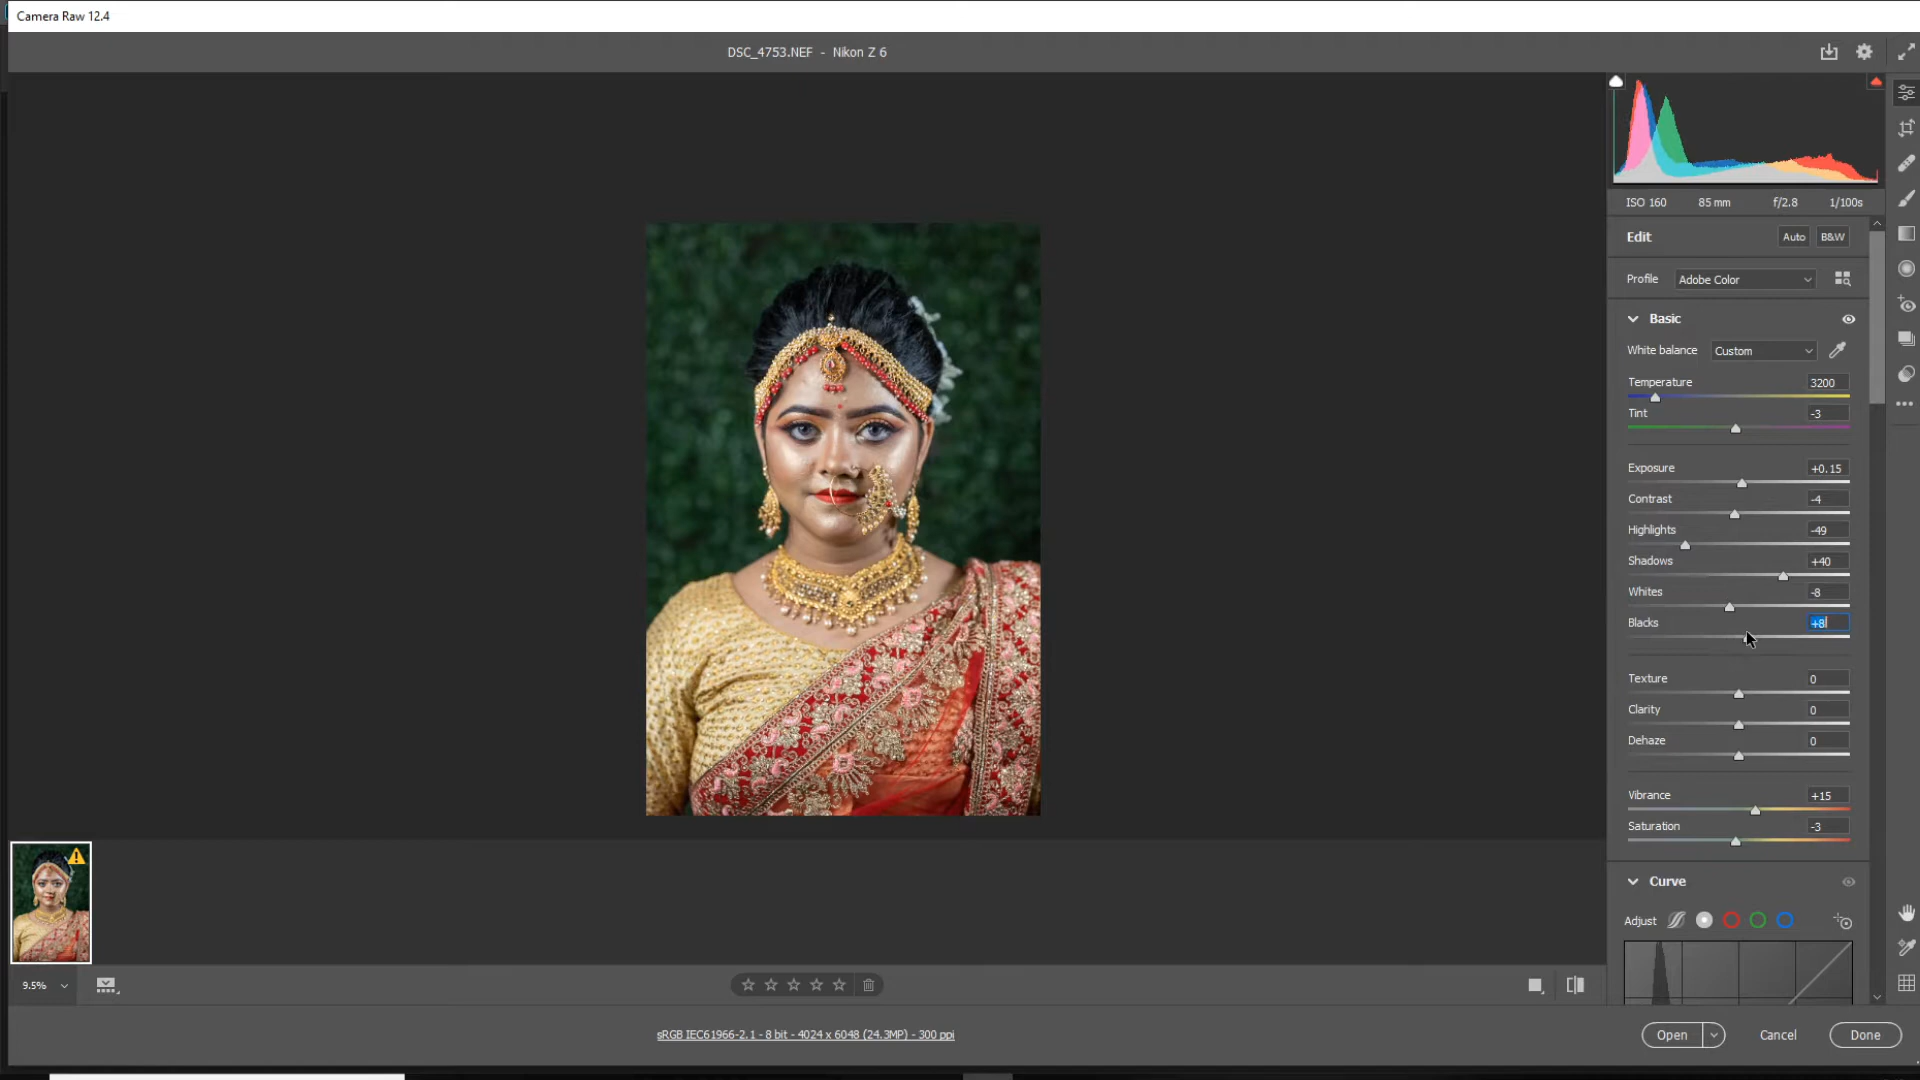 Camera Raw 12.4
DSC_4753.NEF - Nikon Z 6
ISO 160 85 mm f/2.8 1/100s
Edit Auto B&W
Profile Adobe Color
Basic
White balance Custom
Temperature 3200
Tint -3
Exposure +0.15
Contrast -4
Highlights -49
Shadows +40
Whites -8
Blacks +8
Texture 0
Clarity 0
Dehaze 0
Vibrance +15
Saturation -3
Curve
Adjust
9.5%
sRGB IEC61966-2.1 - 8 bit - 4024 x 6048 (24.3MP) - 300 ppi
Open Cancel Done